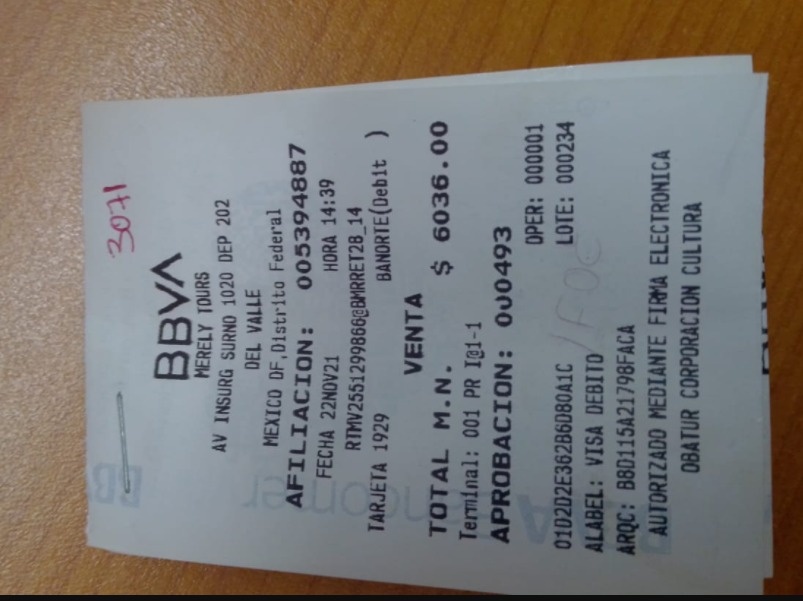 3071
BBVA
MERELY TOURS
AV INSURG SURNO 1020 DEP 202
DEL VALLE
MEXICO DF,Distrito Federal
AFILIACION: 005394887
FECHA 22NOV21 HORA 14:39
RTMV2551299866@BMRRET28_14
TARJETA 1929 BANORTE(Debit )
VENTA
TOTAL M.N. $ 6036.00
Terminal: 001 PR I@1-1
APROBACION: 000493
OPER: 000001
LOTE: 000234
01D2D2E362B6D80A1C
ALABEL: VISA DEBITO
ARQC: B8D115A21798FACA
AUTORIZADO MEDIANTE FIRMA ELECTRONICA
OBATUR CORPORACION CULTURA